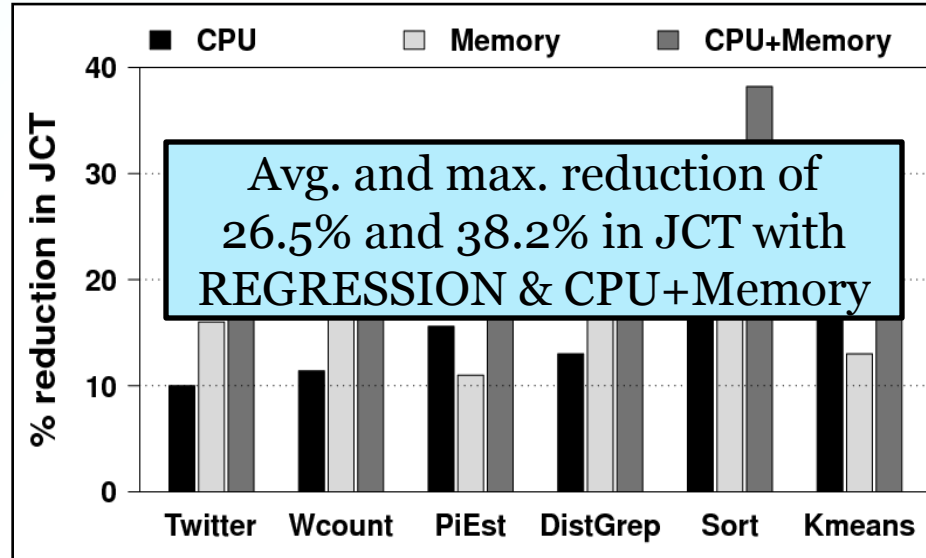 CPU Memory CPU+Memory
40
30
20
10
0
% reduction in JCT
Avg. and max. reduction of
26.5% and 38.2% in JCT with
REGRESSION & CPU+Memory
Twitter Wcount PiEst DistGrep Sort Kmeans